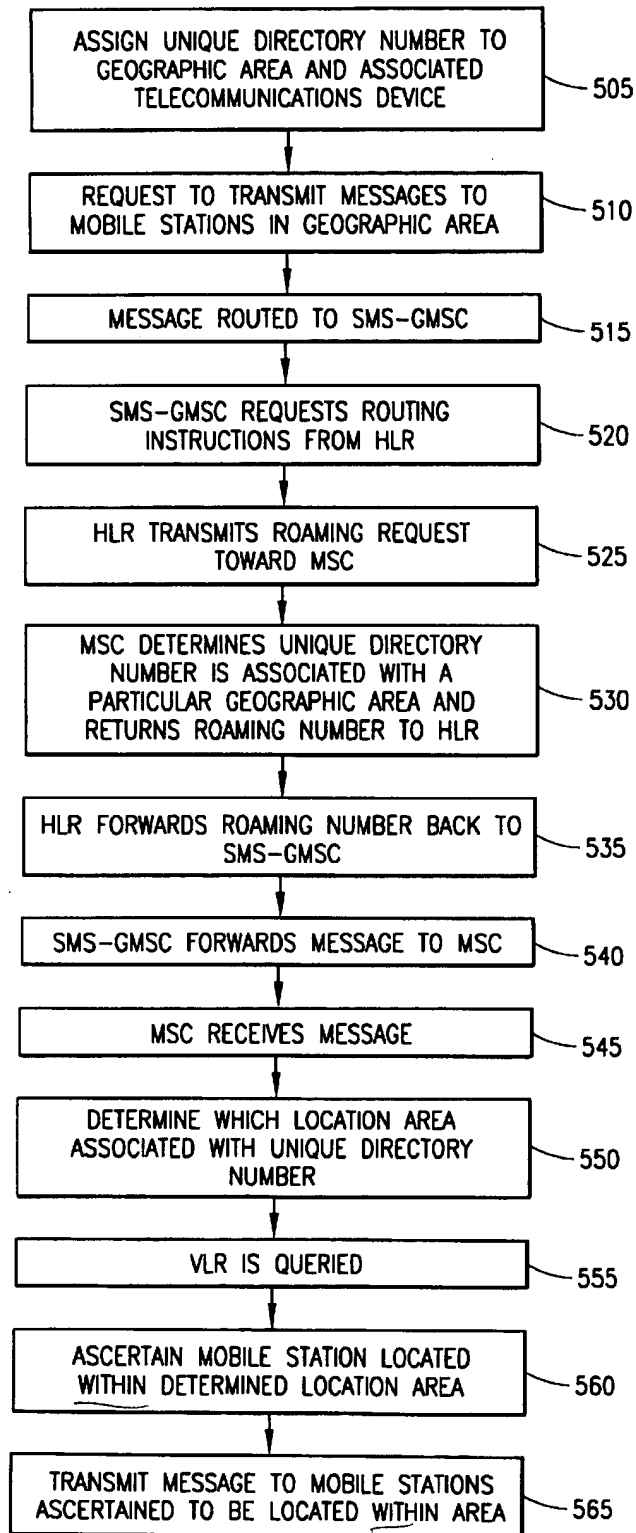 ASSIGN UNIQUE DIRECTORY NUMBER TO
GEOGRAPHIC AREA AND ASSOCIATED
TELECOMMUNICATIONS DEVICE
505
REQUEST TO TRANSMIT MESSAGES TO
MOBILE STATIONS IN GEOGRAPHIC AREA
510
MESSAGE ROUTED TO SMS-GMSC
515
SMS-GMSC REQUESTS ROUTING
INSTRUCTIONS FROM HLR
520
HLR TRANSMITS ROAMING REQUEST
TOWARD MSC
525
MSC DETERMINES UNIQUE DIRECTORY
NUMBER IS ASSOCIATED WITH A
PARTICULAR GEOGRAPHIC AREA AND
RETURNS ROAMING NUMBER TO HLR
530
HLR FORWARDS ROAMING NUMBER BACK TO
SMS-GMSC
535
SMS-GMSC FORWARDS MESSAGE TO MSC
540
MSC RECEIVES MESSAGE
545
DETERMINE WHICH LOCATION AREA
ASSOCIATED WITH UNIQUE DIRECTORY
NUMBER
550
VLR IS QUERIED
555
ASCERTAIN MOBILE STATION LOCATED
WITHIN DETERMINED LOCATION AREA
560
TRANSMIT MESSAGE TO MOBILE STATIONS
ASCERTAINED TO BE LOCATED WITHIN AREA
565